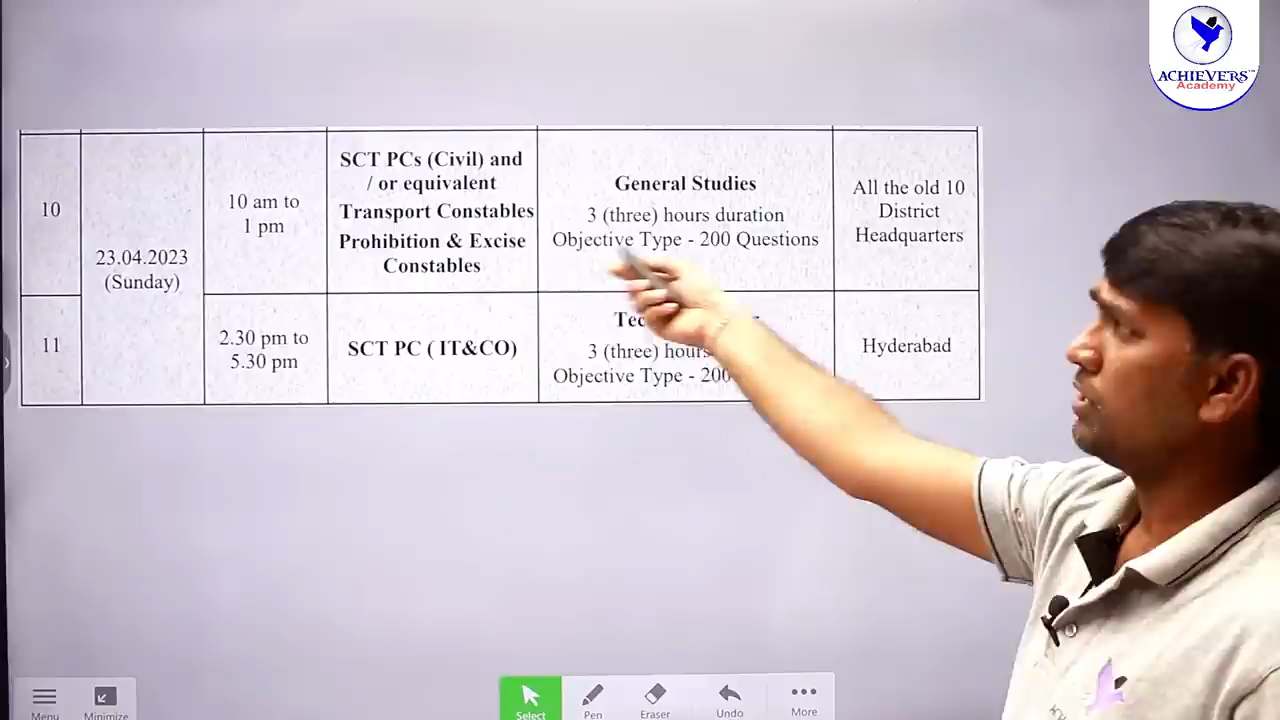 ACHIEVERS
Academy
10
23.04.2023
(Sunday)
10 am to
1 pm
SCT PCs (Civil) and
/ or equivalent
Transport Constables
Prohibition & Excise
Constables
General Studies
3 (three) hours duration
Objective Type - 200 Questions
All the old 10
District
Headquarters
11
2.30 pm to
5.30 pm
SCT PC ( IT&CO)
3 (three) hours
Objective Type - 200
Hyderabad
Menu
Minimize
Select
Pen
Eraser
Undo
More